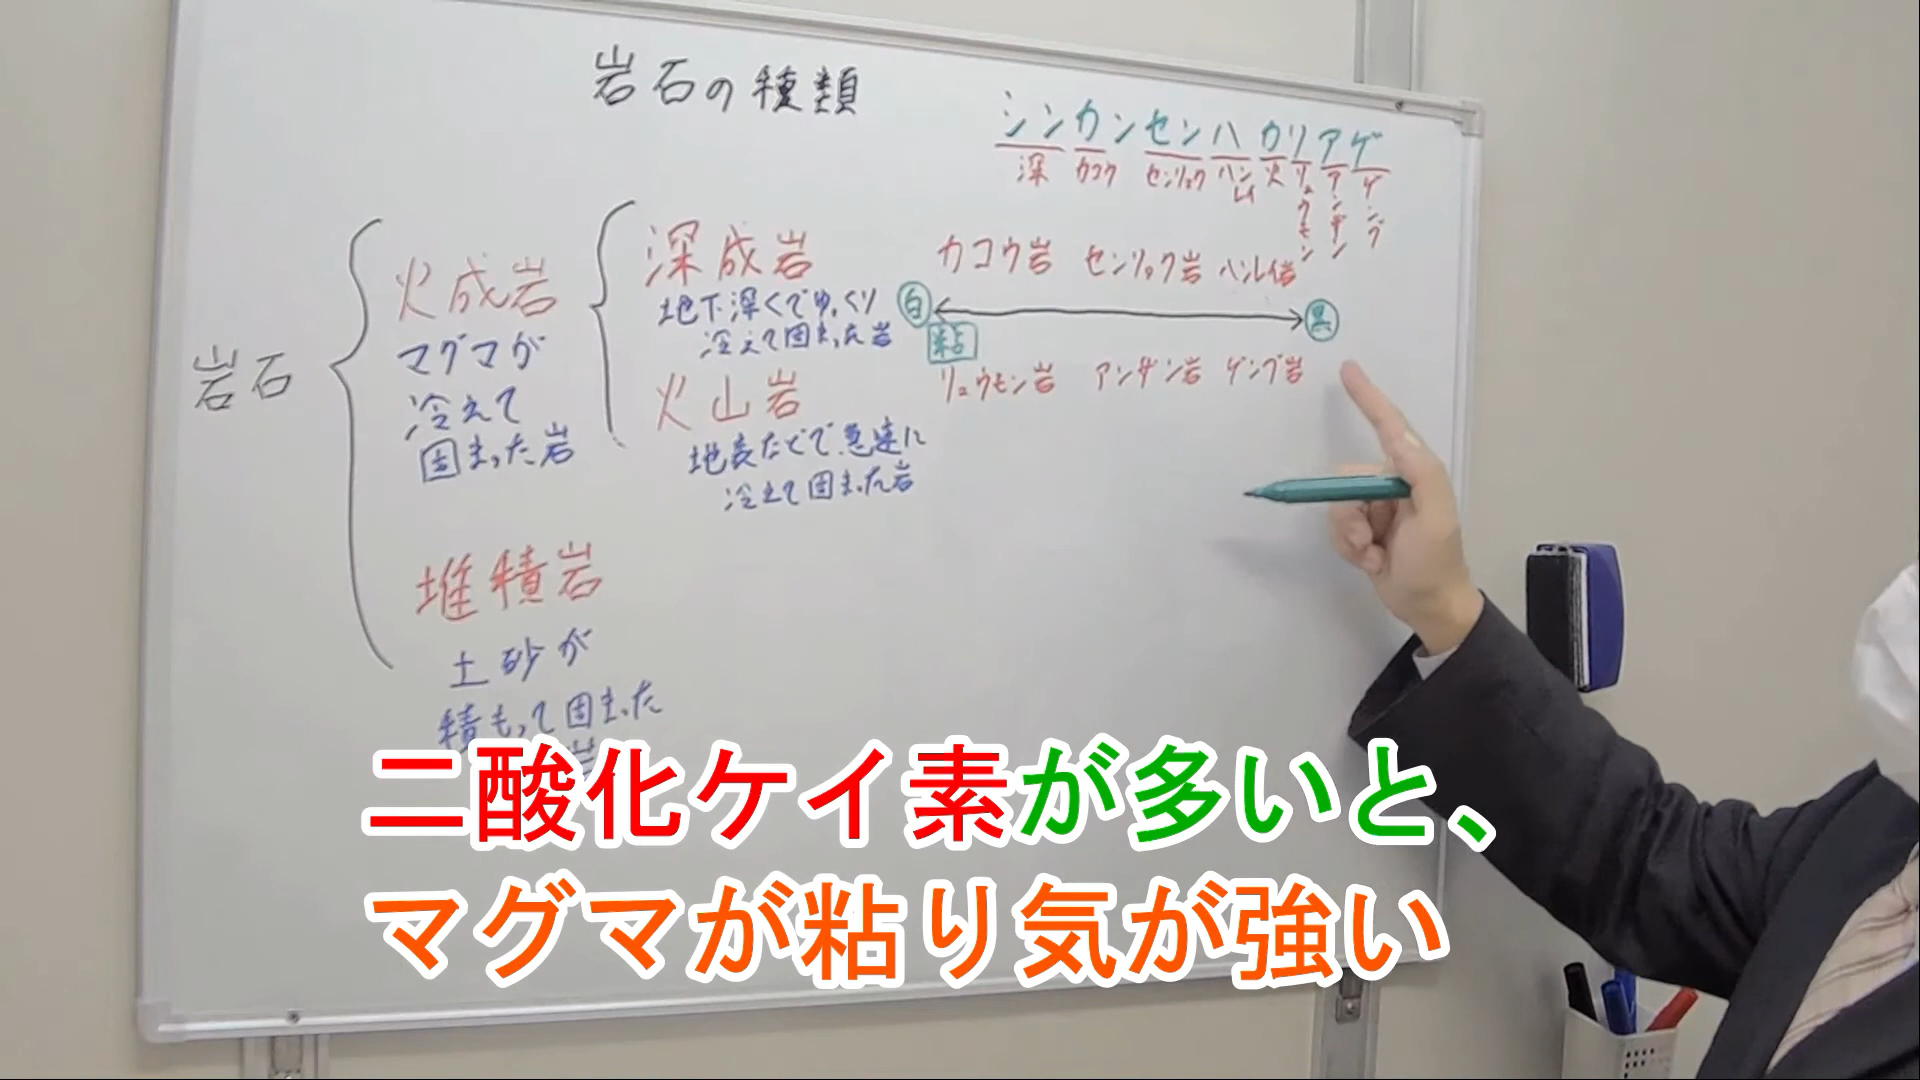 岩石の種類
シンカンセンハ カリアゲ
深 カコウ センリョク ハンレイ 火 リュウモン アンザン ゲンブ
岩石
火成岩
マグマが
冷えて
固まった岩
深成岩
地下深くでゆっくり
冷えて固まった岩
火山岩
地表などで急速に
冷えて固まった岩
カコウ岩 センリョク岩 ハンレイ岩
白 黒
粘
リュウモン岩 アンザン岩 ゲンブ岩
堆積岩
土砂が
積もって固まった
二酸化ケイ素が多いと、
マグマが粘り気が強い